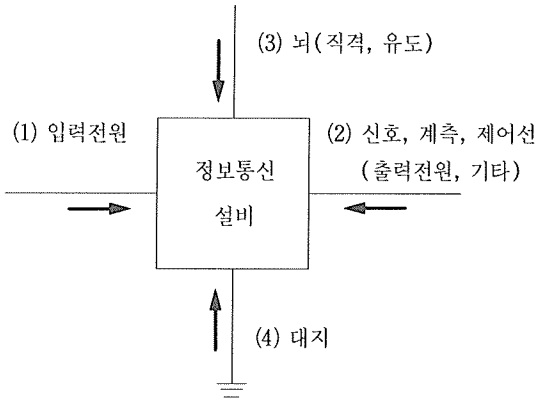 (3) 뇌(직격, 유도)
(1) 입력전원
(2) 신호, 계측, 제어선
(출력전원, 기타)
정보통신
설비
(4) 대지